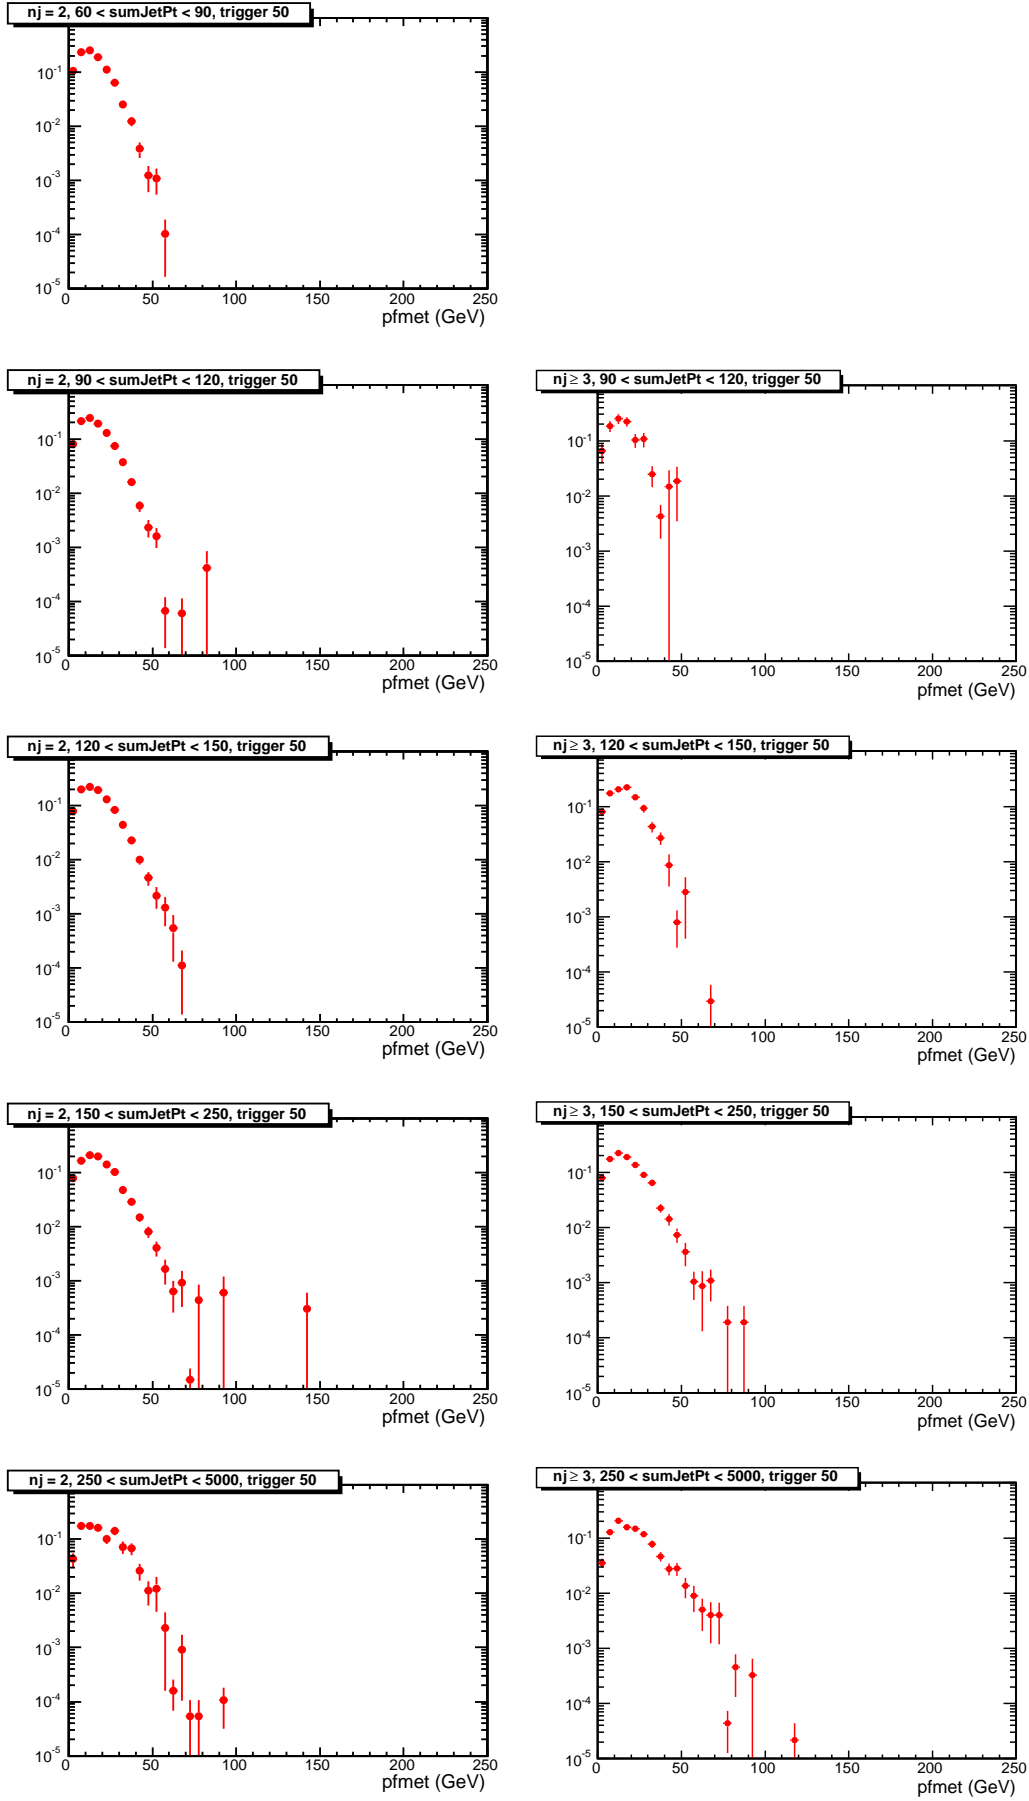 nj = 2, 60 < sumJetPt < 90, trigger 50
10-1
10-2
10-3
10-4
10-5
0 50 100 150 200 250
pfmet (GeV)
nj = 2, 90 < sumJetPt < 120, trigger 50
10-1
10-2
10-3
10-4
10-5
0 50 100 150 200 250
pfmet (GeV)
nj ≥ 3, 90 < sumJetPt < 120, trigger 50
10-1
10-2
10-3
10-4
10-5
0 50 100 150 200 250
pfmet (GeV)
nj = 2, 120 < sumJetPt < 150, trigger 50
10-1
10-2
10-3
10-4
10-5
0 50 100 150 200 250
pfmet (GeV)
nj ≥ 3, 120 < sumJetPt < 150, trigger 50
10-1
10-2
10-3
10-4
10-5
0 50 100 150 200 250
pfmet (GeV)
nj = 2, 150 < sumJetPt < 250, trigger 50
10-1
10-2
10-3
10-4
10-5
0 50 100 150 200 250
pfmet (GeV)
nj ≥ 3, 150 < sumJetPt < 250, trigger 50
10-1
10-2
10-3
10-4
10-5
0 50 100 150 200 250
pfmet (GeV)
nj = 2, 250 < sumJetPt < 5000, trigger 50
10-1
10-2
10-3
10-4
10-5
0 50 100 150 200 250
pfmet (GeV)
nj ≥ 3, 250 < sumJetPt < 5000, trigger 50
10-1
10-2
10-3
10-4
10-5
0 50 100 150 200 250
pfmet (GeV)